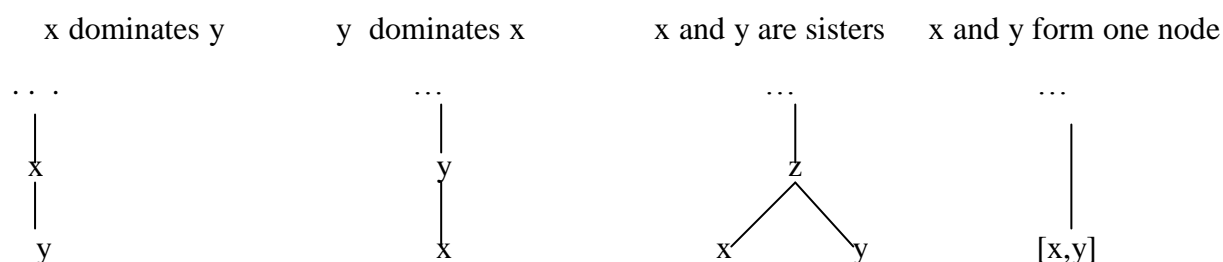 x dominates y y dominates x x and y are sisters x and y form one node
. . . ... ... ...
x y z
y x x y [x,y]